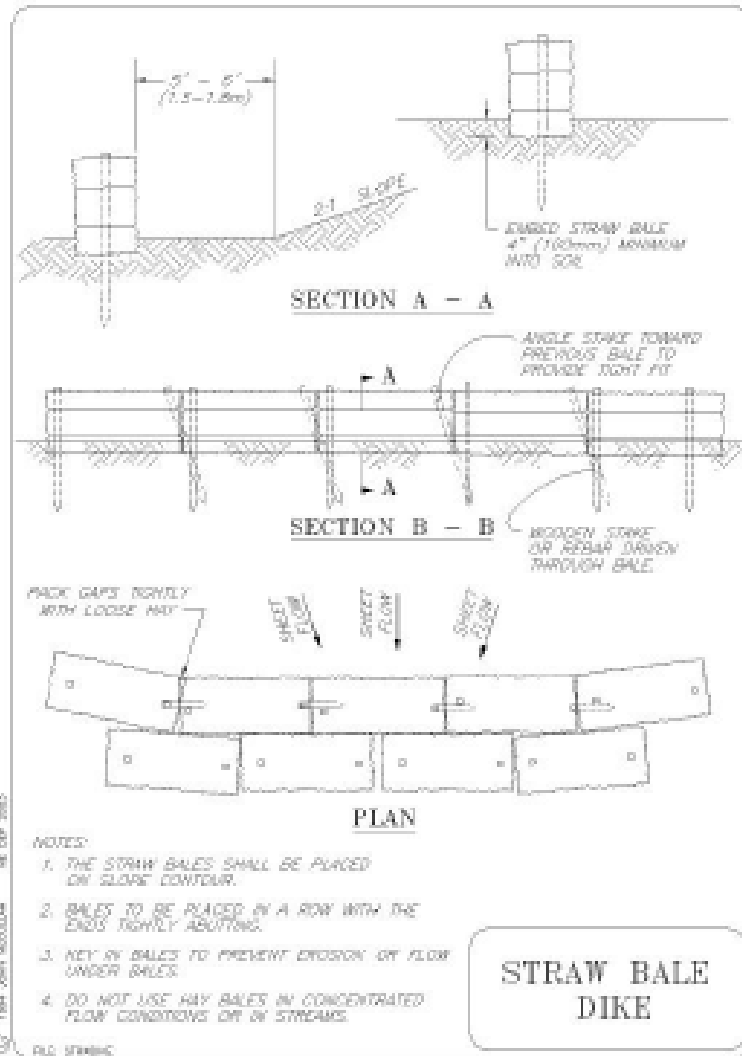 5' - 6'
(1.5-1.8m)
2:1 SLOPE
EMBED STRAW BALE
4" (100mm) MINIMUM
INTO SOIL
SECTION A - A
ANGLE STAKE TOWARD
PREVIOUS BALE TO
PROVIDE TIGHT FIT
A
A
SECTION B - B
WOODEN STAKE
OR REBAR DRIVEN
THROUGH BALE.
PACK GAPS TIGHTLY
WITH LOOSE HAY
SHEET
FLOW
SHEET
FLOW
SHEET
FLOW
PLAN
NOTES:
1. THE STRAW BALES SHALL BE PLACED
ON SLOPE CONTOUR.
2. BALES TO BE PLACED IN A ROW WITH THE
ENDS TIGHTLY ABUTTING.
3. KEY IN BALES TO PREVENT EROSION OR FLOW
UNDER BALES.
4. DO NOT USE HAY BALES IN CONCENTRATED
FLOW CONDITIONS OR IN STREAMS.
STRAW BALE
DIKE
1994 JOHN
FILE: